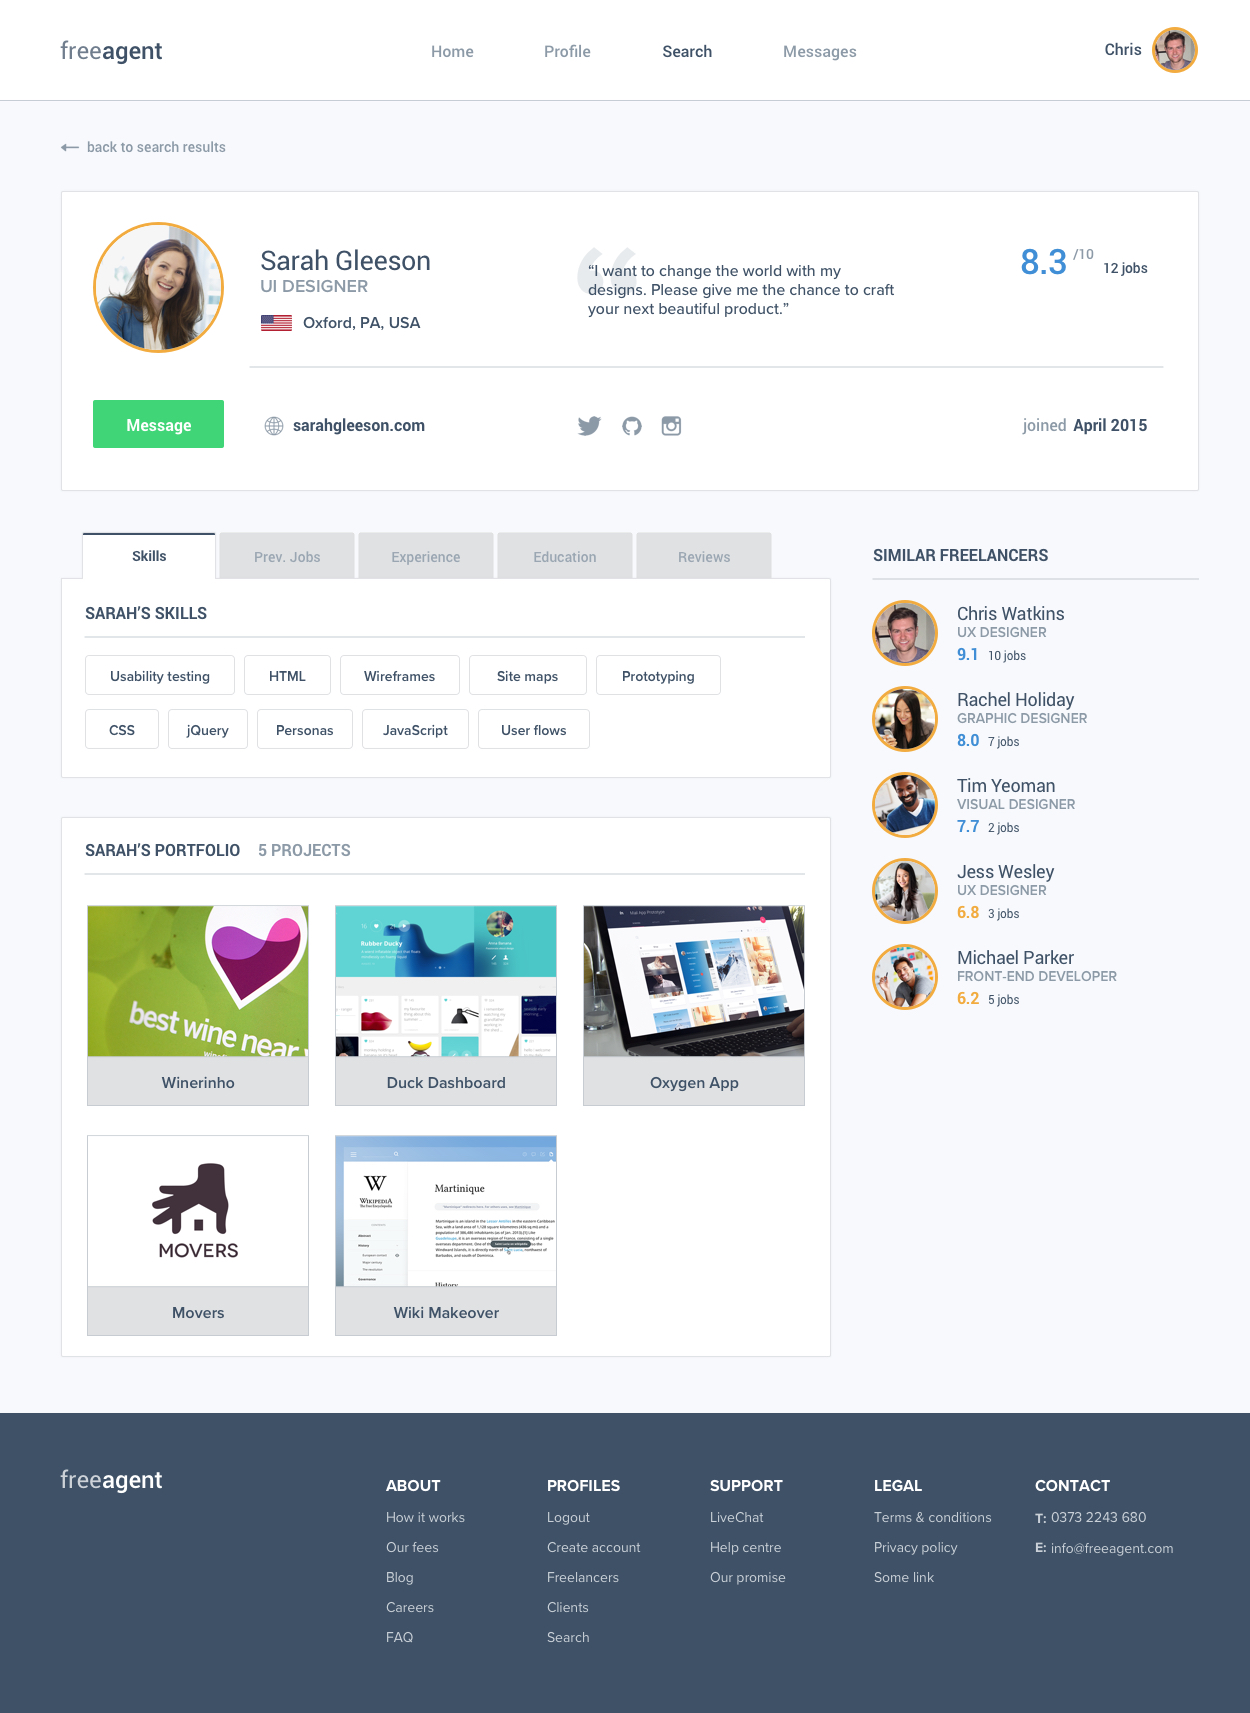 freeagent
Home
Profile
Search
Messages
Chris
back to search results
Sarah Gleeson
UI DESIGNER
Oxford, PA, USA
“I want to change the world with my
designs. Please give me the chance to craft
your next beautiful product.”
8.3 /10 12 jobs
Message
sarahgleeson.com
joined April 2015
Skills
Prev. Jobs
Experience
Education
Reviews
SARAH’S SKILLS
Usability testing
HTML
Wireframes
Site maps
Prototyping
CSS
jQuery
Personas
JavaScript
User flows
SIMILAR FREELANCERS
Chris Watkins
UX DESIGNER
9.1 10 jobs
Rachel Holiday
GRAPHIC DESIGNER
8.0 7 jobs
Tim Yeoman
VISUAL DESIGNER
7.7 2 jobs
Jess Wesley
UX DESIGNER
6.8 3 jobs
Michael Parker
FRONT-END DEVELOPER
6.2 5 jobs
SARAH’S PORTFOLIO 5 PROJECTS
best wine near
Winerinho
Rubber Ducky
Duck Dashboard
Oxygen App
MOVERS
Movers
W
WIKIPEDIA
The Free Encyclopedia
Martinique
History
Wiki Makeover
freeagent
ABOUT
How it works
Our fees
Blog
Careers
FAQ
PROFILES
Logout
Create account
Freelancers
Clients
Search
SUPPORT
LiveChat
Help centre
Our promise
LEGAL
Terms & conditions
Privacy policy
Some link
CONTACT
T: 0373 2243 680
E: info@freeagent.com